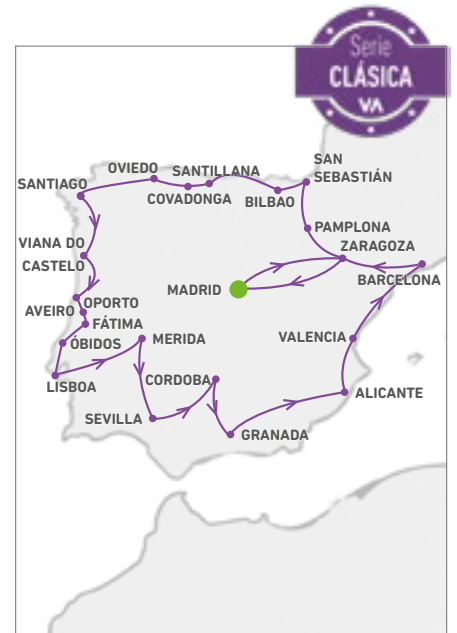 Serie
CLÁSICA
VA
OVIEDO
SANTILLANA
SAN
SEBASTIÁN
SANTIAGO
COVADONGA
BILBAO
PAMPLONA
VIANA DO
CASTELO
ZARAGOZA
MADRID
BARCELONA
OPORTO
AVEIRO
FÁTIMA
MERIDA
VALENCIA
ÓBIDOS
LISBOA
CORDOBA
ALICANTE
SEVILLA
GRANADA